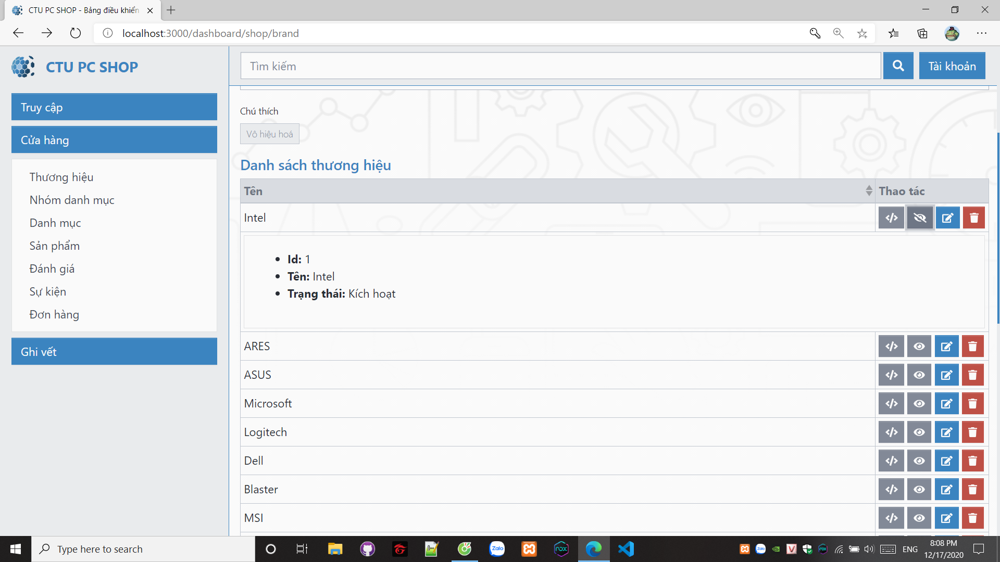 CTU PC SHOP - Bảng điều khiển
localhost:3000/dashboard/shop/brand
CTU PC SHOP
Tìm kiếm
Tài khoản
Truy cập
Cửa hàng
Thương hiệu
Nhóm danh mục
Danh mục
Sản phẩm
Đánh giá
Sự kiện
Đơn hàng
Ghi vết
Chú thích
Vô hiệu hoá
Danh sách thương hiệu
Tên Thao tác
Intel
Id: 1
Tên: Intel
Trạng thái: Kích hoạt
ARES
ASUS
Microsoft
Logitech
Dell
Blaster
MSI
Type here to search
Zalo
nox
ENG
8:08 PM
12/17/2020